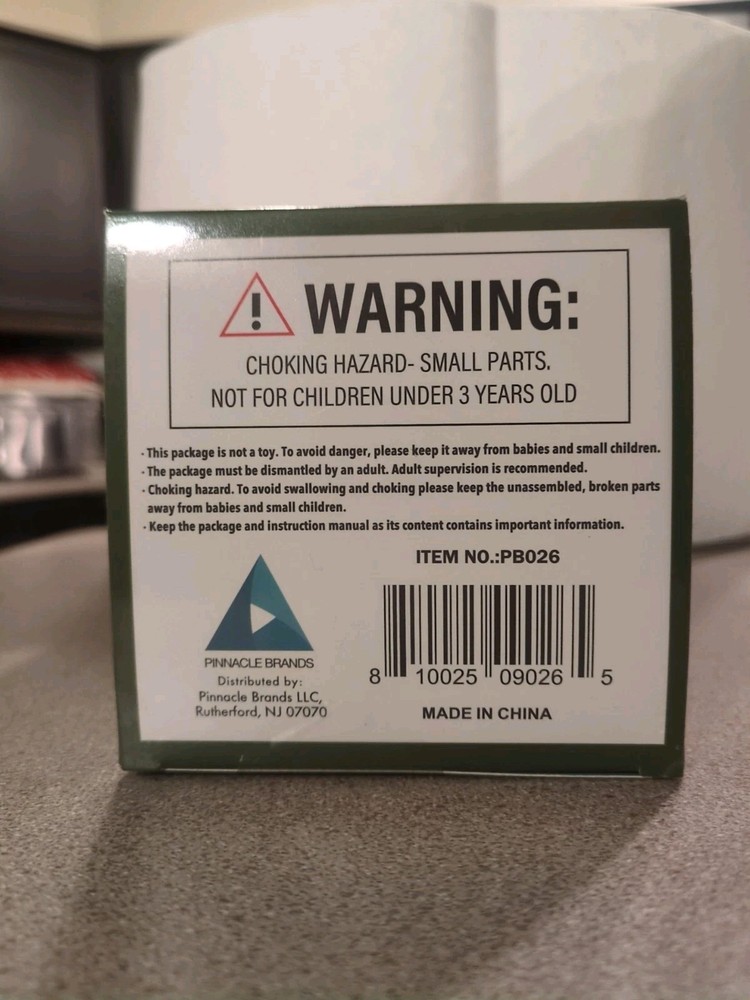 ! WARNING:
CHOKING HAZARD- SMALL PARTS.
NOT FOR CHILDREN UNDER 3 YEARS OLD
· This package is not a toy. To avoid danger, please keep it away from babies and small children.
· The package must be dismantled by an adult. Adult supervision is recommended.
· Choking hazard. To avoid swallowing and choking please keep the unassembled, broken parts
away from babies and small children.
· Keep the package and instruction manual as its content contains important information.
PINNACLE BRANDS
Distributed by:
Pinnacle Brands LLC,
Rutherford, NJ 07070
ITEM NO.:PB026
8 10025 09026 5
MADE IN CHINA